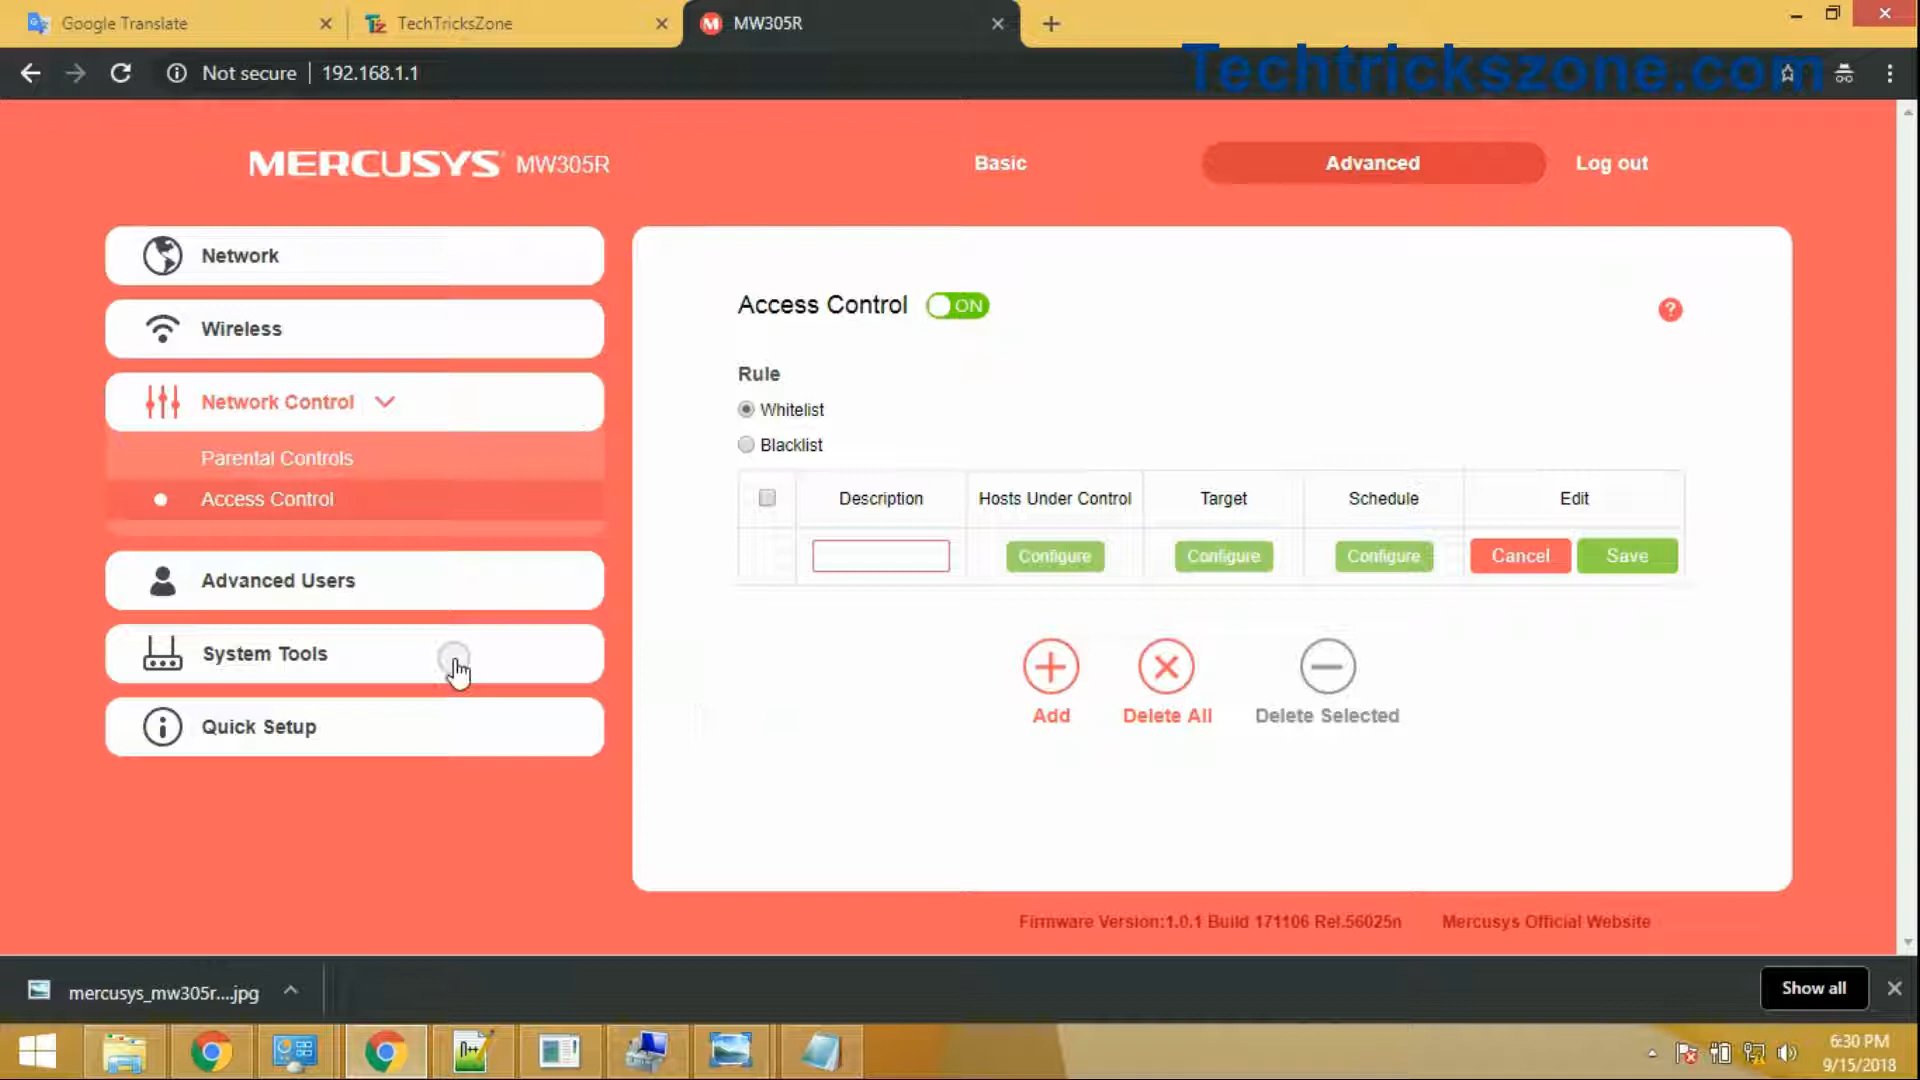 Google Translate
TechTricksZone
MW305R
Not secure
192.168.1.1
Techtrickszone.com
MERCUSYS MW305R
Basic
Advanced
Log out
Network
Wireless
Network Control
Parental Controls
Access Control
Advanced Users
System Tools
Quick Setup
Access Control
ON
?
Rule
Whitelist
Blacklist
Description
Hosts Under Control
Target
Schedule
Edit
Configure
Configure
Configure
Cancel
Save
Add
Delete All
Delete Selected
Firmware Version:1.0.1 Build 171106 Rel.56025n
Mercusys Official Website
mercusys_mw305r....jpg
Show all
6:30 PM
9/15/2018